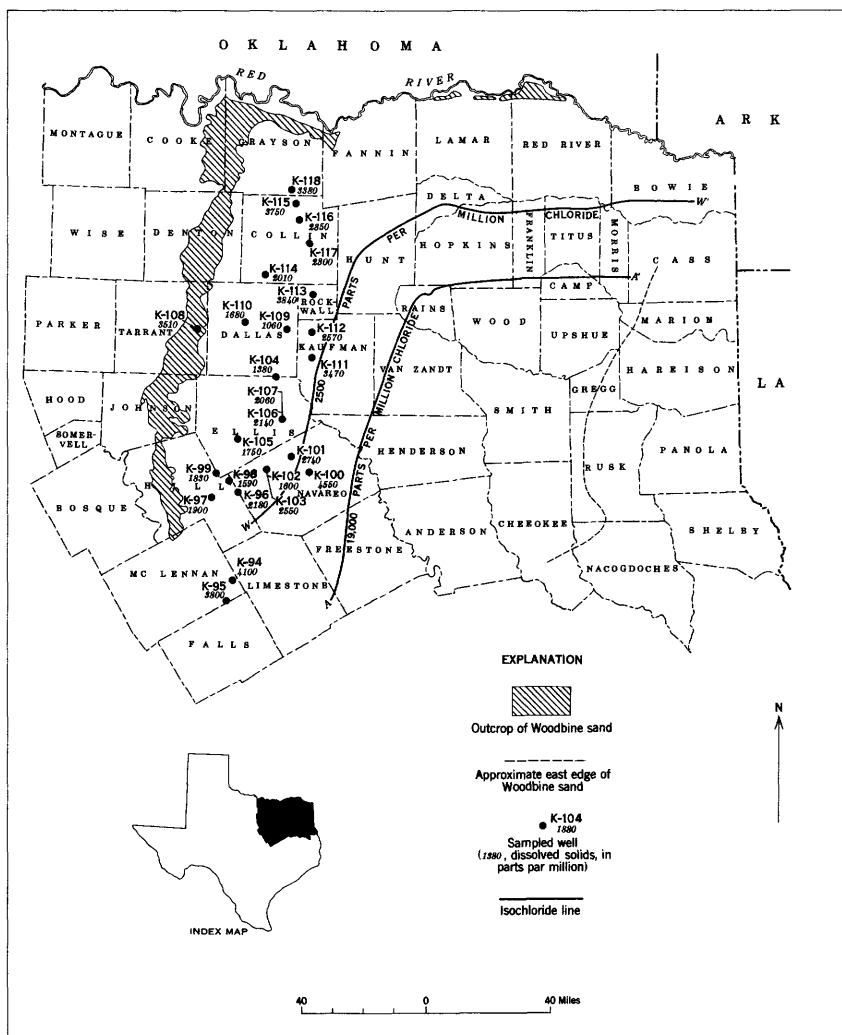 OKLAHOMA
RED
RIVER
ARK
MONTAGUE
COOKE
GRAYSON
FANNIN
LAMAR
RED RIVER
BOWIE
K-118
3380
K-115
3750
K-116
2850
K-117
2300
DELTA
W'
WISE
DENTON
COLLIN
HUNT
HOPKINS
FRANKLIN
TITUS
MORRIS
CASS
2500 PARTS PER MILLION CHLORIDE
K-114
2010
K-113
3840
ROCK-
WALL
A'
CAMP
RAINS
WOOD
MARION
UPSHUR
K-108
3510
K-110
1680
K-109
1060
K-112
2570
KAUFMAN
K-111
3470
PARKER
TARRANT
DALLAS
VAN ZANDT
HARRISON
LA
K-104
1380
K-107
2060
K-106
2140
GREGG
SMITH
HOOD
JOHNSON
SOMER-
VELL
ELLIS
K-105
1750
K-101
2740
HENDERSON
RUSK
PANOLA
K-99
1830
K-98
1590
K-102
1600
K-100
4550
K-97
1900
K-96
2180
K-103
2550
NAVARRO
BOSQUE
HILL
W
19,000 PARTS PER MILLION CHLORIDE
ANDERSON
CHEROKEE
SHELBY
FREESTONE
NACOGDOCHES
MC LENNAN
K-94
4100
LIMESTONE
K-95
3800
A
FALLS
EXPLANATION
Outcrop of Woodbine sand
Approximate east edge of
Woodbine sand
K-104
1380
Sampled well
(1380, dissolved solids, in
parts par million)
Isochloride line
N
INDEX MAP
40 0 40 Miles